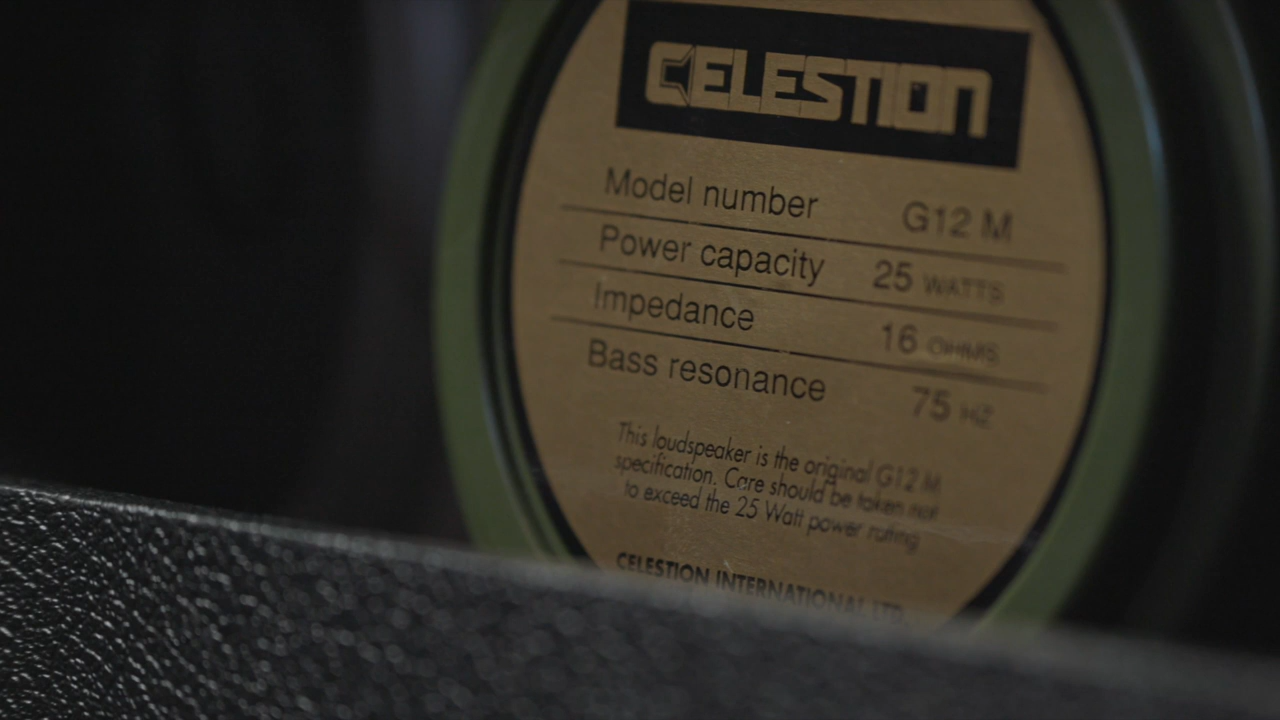 CELESTION
Model number G12 M
Power capacity 25 WATTS
Impedance 16 OHMS
Bass resonance 75 HZ
This loudspeaker is the original G12 M
specification. Care should be taken not
to exceed the 25 Watt power rating
CELESTION INTERNATIONAL LTD.